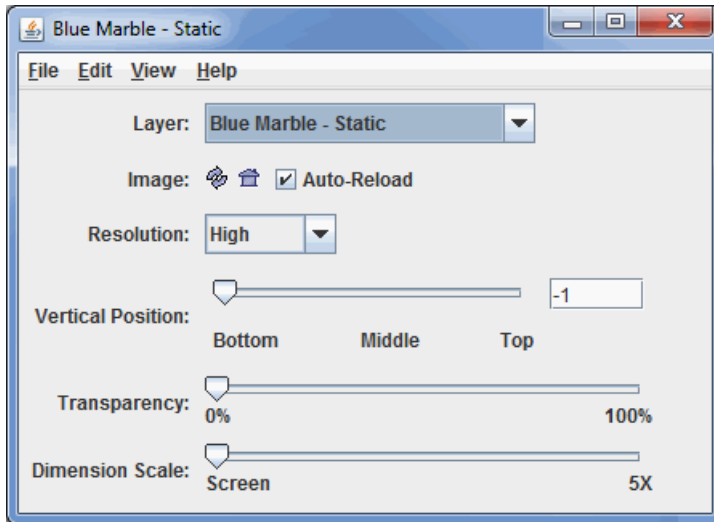 Blue Marble - Static
File Edit View Help
Layer: Blue Marble - Static
Image: Auto-Reload
Resolution: High
Vertical Position: -1
Bottom Middle Top
Transparency:
0% 100%
Dimension Scale:
Screen 5X